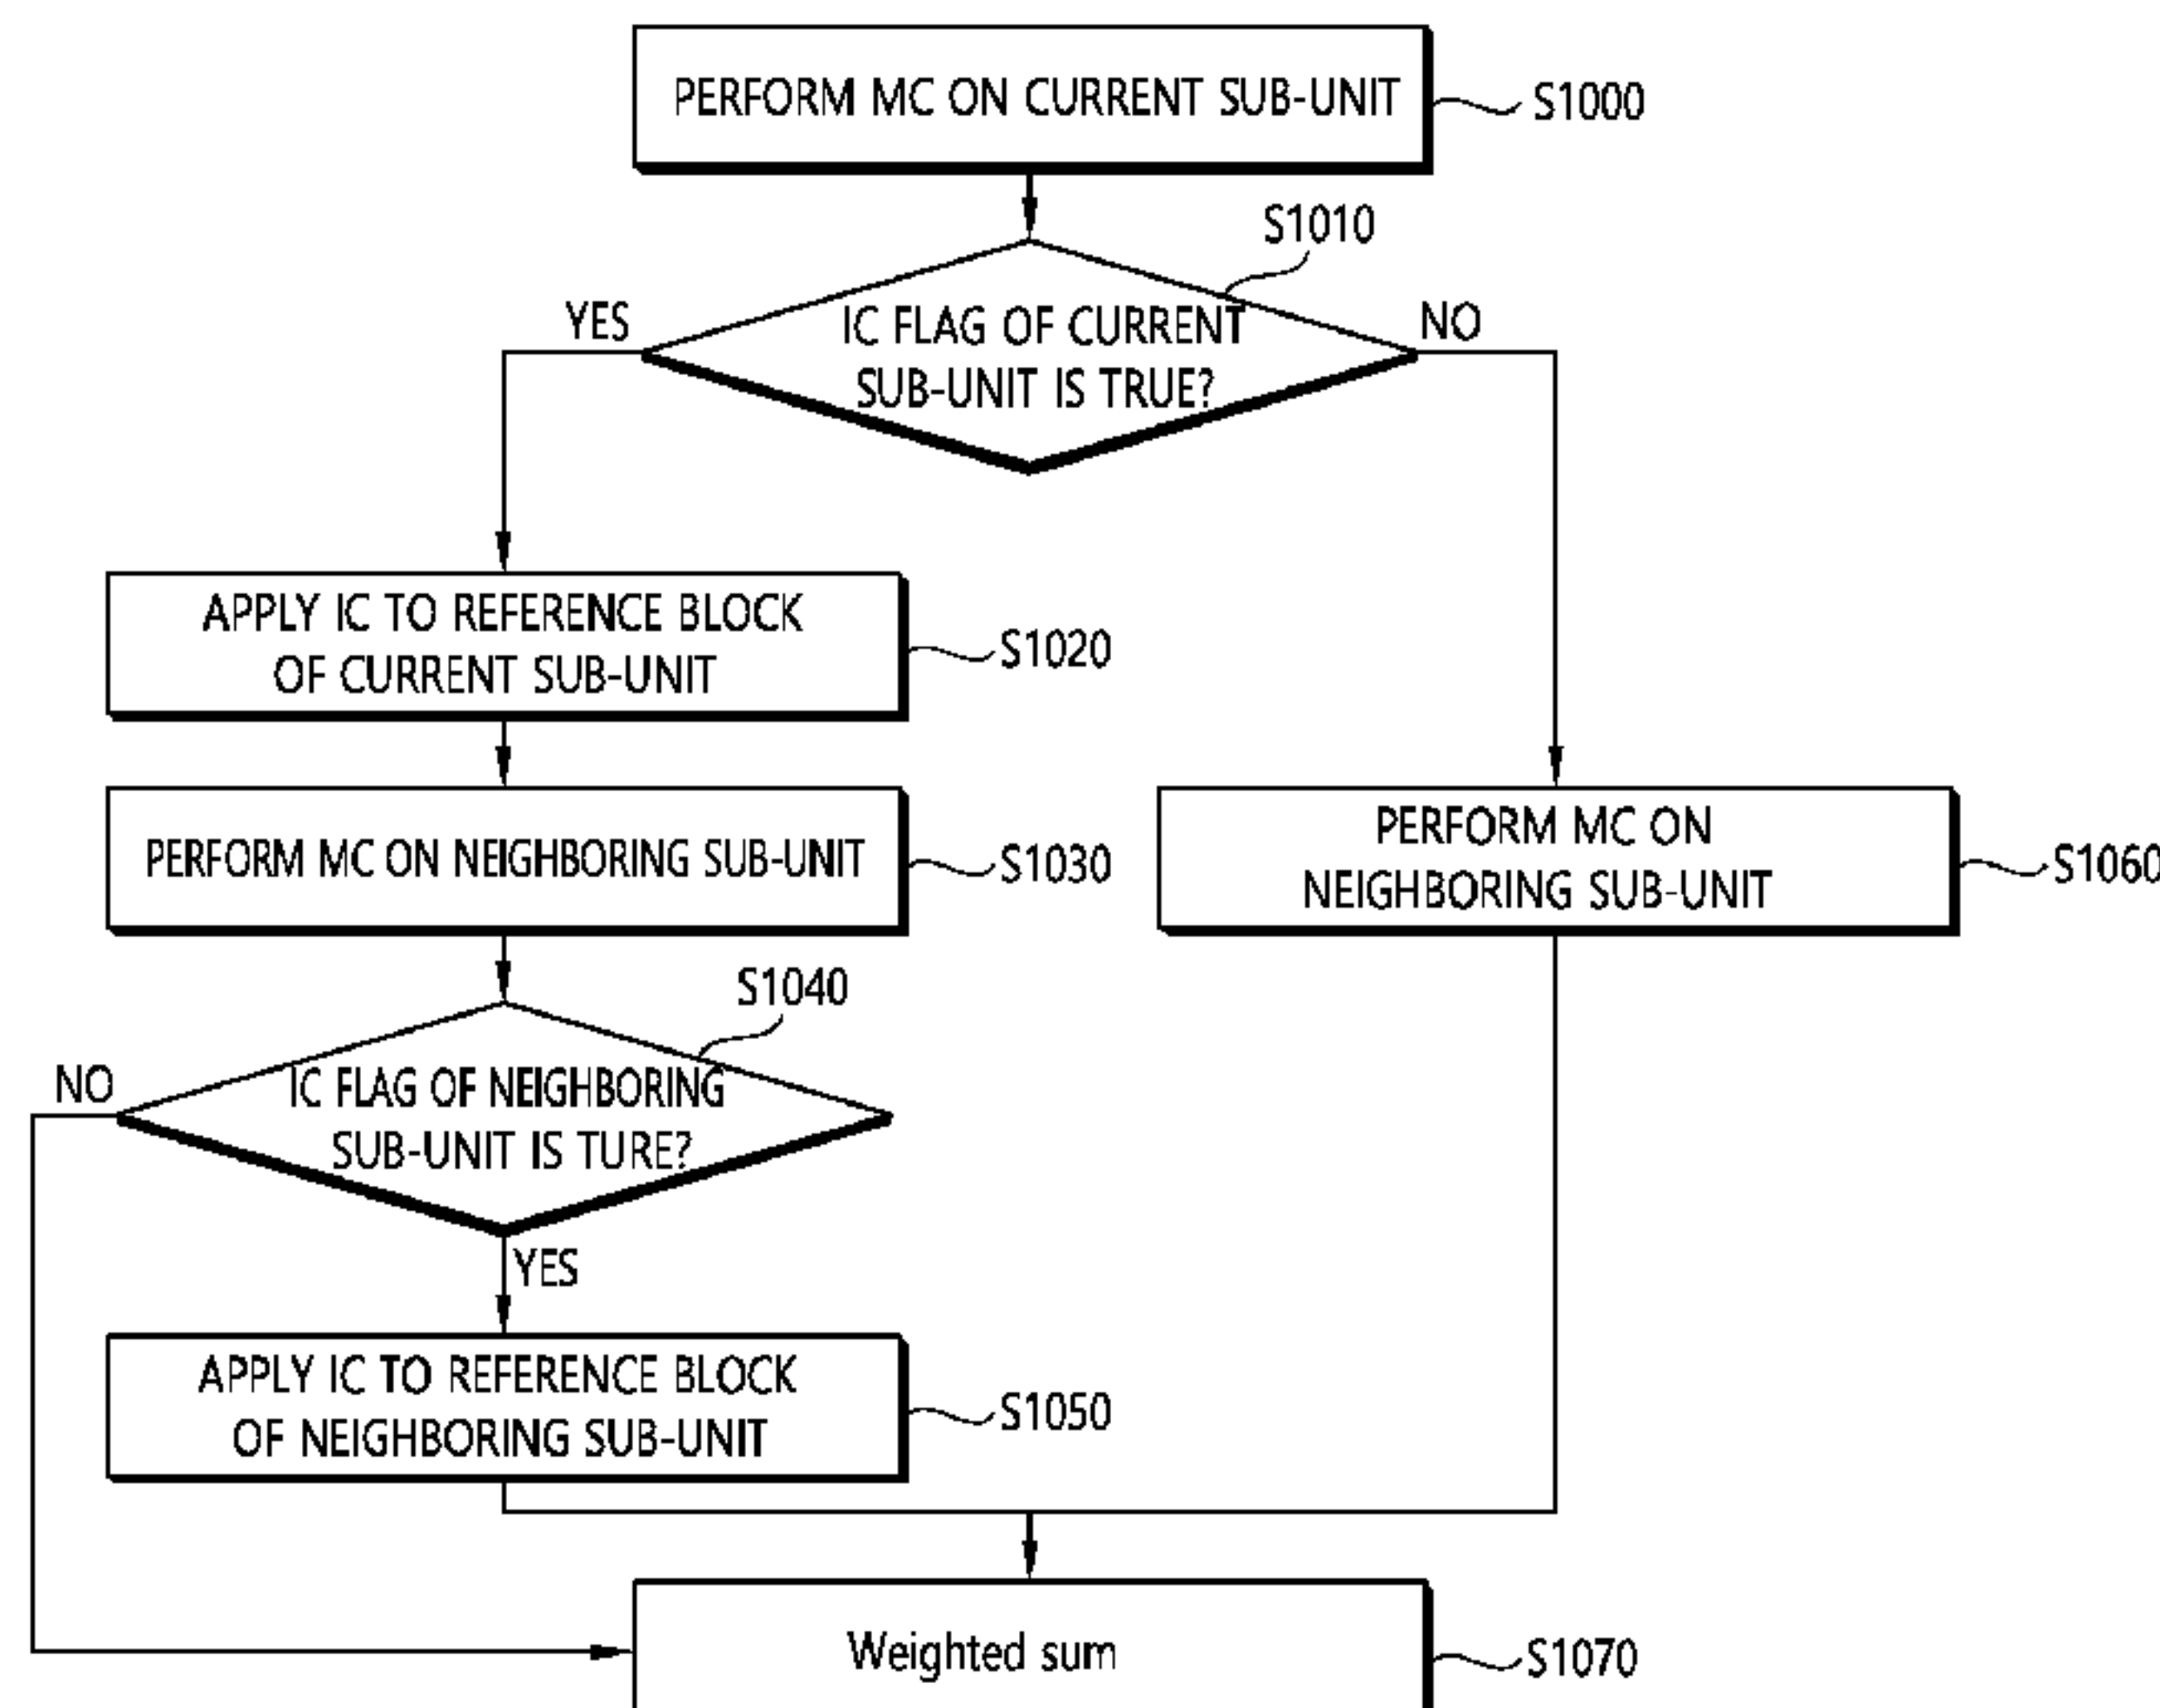 PERFORM MC ON CURRENT SUB-UNIT
S1000
S1010
YES
IC FLAG OF CURRENT
SUB-UNIT IS TRUE?
NO
APPLY IC TO REFERENCE BLOCK
OF CURRENT SUB-UNIT
S1020
PERFORM MC ON NEIGHBORING SUB-UNIT
S1030
PERFORM MC ON
NEIGHBORING SUB-UNIT
S1060
S1040
NO
IC FLAG OF NEIGHBORING
SUB-UNIT IS TURE?
YES
APPLY IC TO REFERENCE BLOCK
OF NEIGHBORING SUB-UNIT
S1050
Weighted sum
S1070